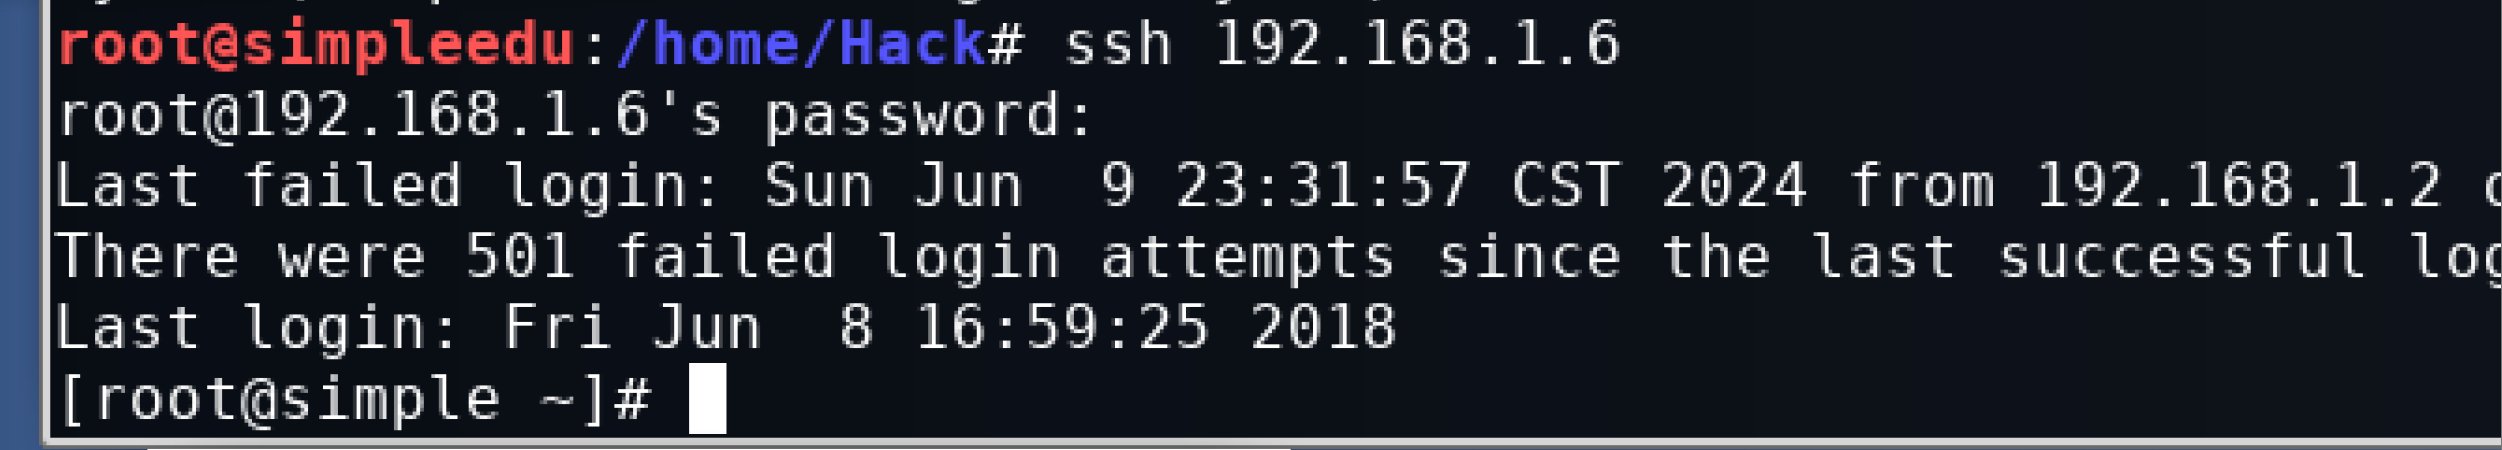 root@simpleedu:/home/Hack# ssh 192.168.1.6
root@192.168.1.6's password:
Last failed login: Sun Jun  9 23:31:57 CST 2024 from 192.168.1.2
There were 501 failed login attempts since the last successful log
Last login: Fri Jun  8 16:59:25 2018
[root@simple ~]#